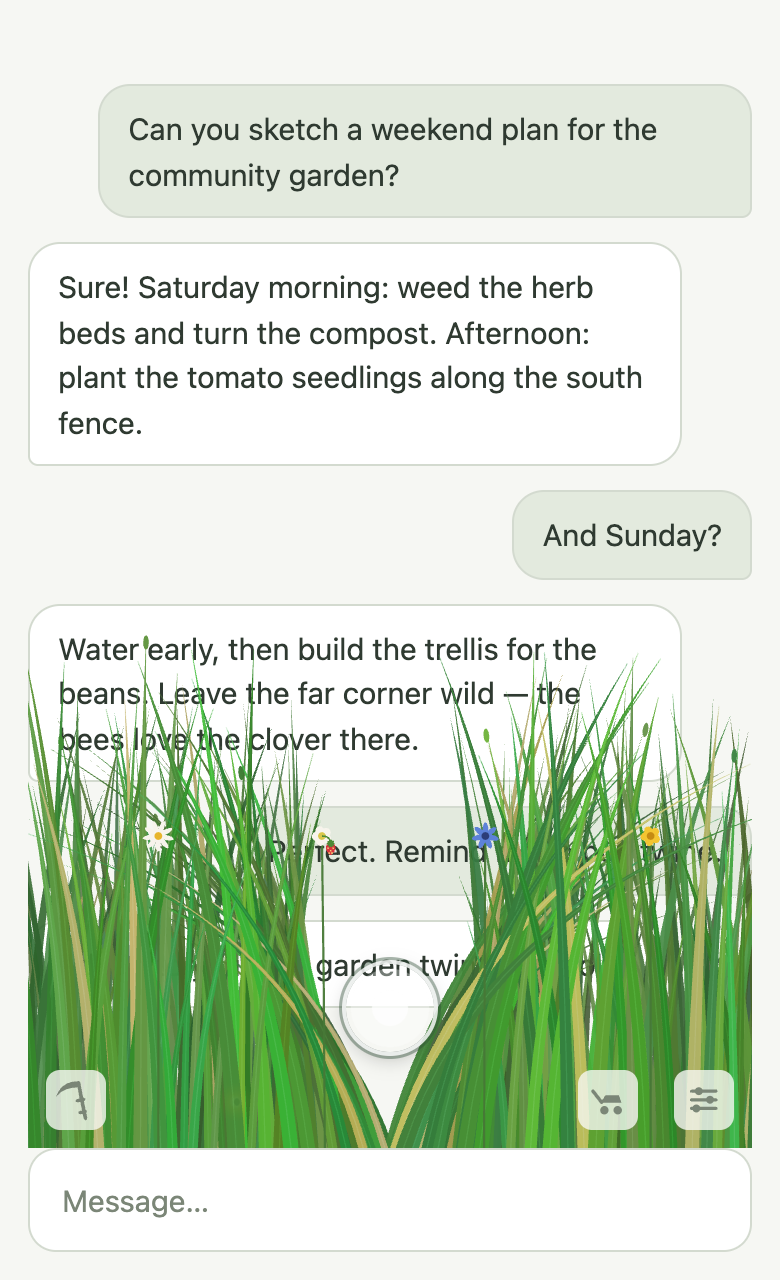 Can you sketch a weekend plan for the
community garden?
Sure! Saturday morning: weed the herb
beds and turn the compost. Afternoon:
plant the tomato seedlings along the south
fence.
And Sunday?
Water early, then build the trellis for the
beans. Leave the far corner wild — the
bees love the clover there.
Perfect. Remind
garden
Message...